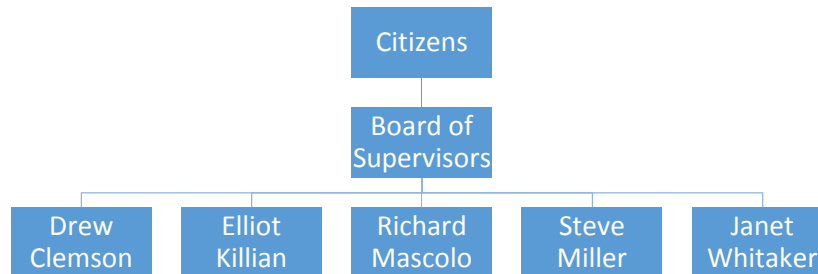 Citizens
Board of
Supervisors
Drew
Clemson
Elliot
Killian
Richard
Mascolo
Steve
Miller
Janet
Whitaker